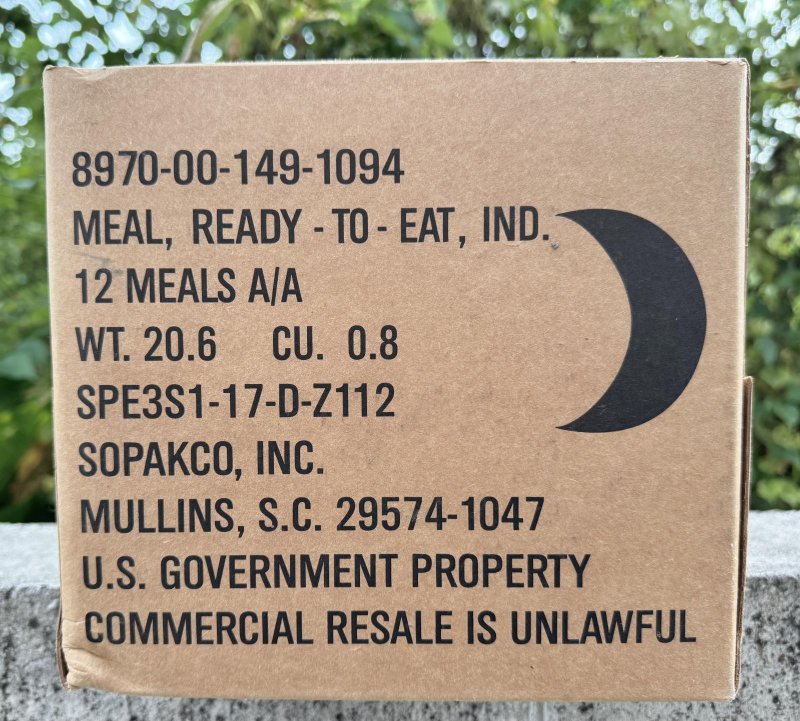 8970-00-149-1094
MEAL, READY - TO - EAT, IND.
12 MEALS A/A
WT. 20.6 CU. 0.8
SPE3S1-17-D-Z112
SOPAKCO, INC.
MULLINS, S.C. 29574-1047
U.S. GOVERNMENT PROPERTY
COMMERCIAL RESALE IS UNLAWFUL